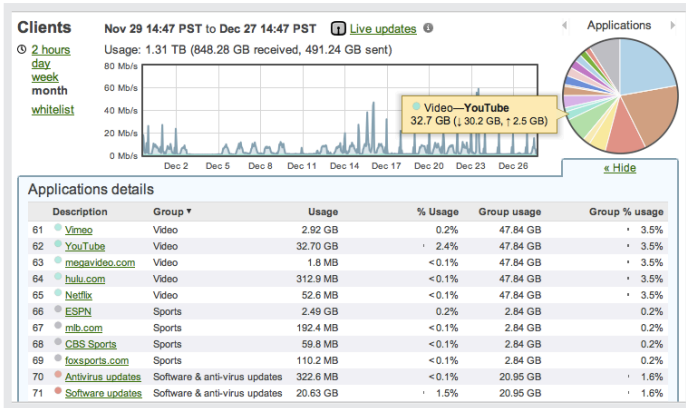 Clients
Nov 29 14:47 PST to Dec 27 14:47 PST Live updates
Applications
2 hours
day
week
month
whitelist
Usage: 1.31 TB (848.28 GB received, 491.24 GB sent)
80 Mb/s
60 Mb/s
40 Mb/s
20 Mb/s
0 Mb/s
Dec 2 Dec 5 Dec 8 Dec 11 Dec 14 Dec 17 Dec 20 Dec 23 Dec 26
Video—YouTube
32.7 GB (↓ 30.2 GB, ↑ 2.5 GB)
« Hide
Applications details
Description Group ▼ Usage % Usage Group usage Group % usage
61 Vimeo Video 2.92 GB 0.2% 47.84 GB 3.5%
62 YouTube Video 32.70 GB 2.4% 47.84 GB 3.5%
63 megavideo.com Video 1.8 MB <0.1% 47.84 GB 3.5%
64 hulu.com Video 312.9 MB <0.1% 47.84 GB 3.5%
65 Netflix Video 52.6 MB <0.1% 47.84 GB 3.5%
66 ESPN Sports 2.49 GB 0.2% 2.84 GB 0.2%
67 mlb.com Sports 192.4 MB <0.1% 2.84 GB 0.2%
68 CBS Sports Sports 59.8 MB <0.1% 2.84 GB 0.2%
69 foxsports.com Sports 110.2 MB <0.1% 2.84 GB 0.2%
70 Antivirus updates Software & anti-virus updates 322.6 MB <0.1% 20.95 GB 1.6%
71 Software updates Software & anti-virus updates 20.63 GB 1.5% 20.95 GB 1.6%